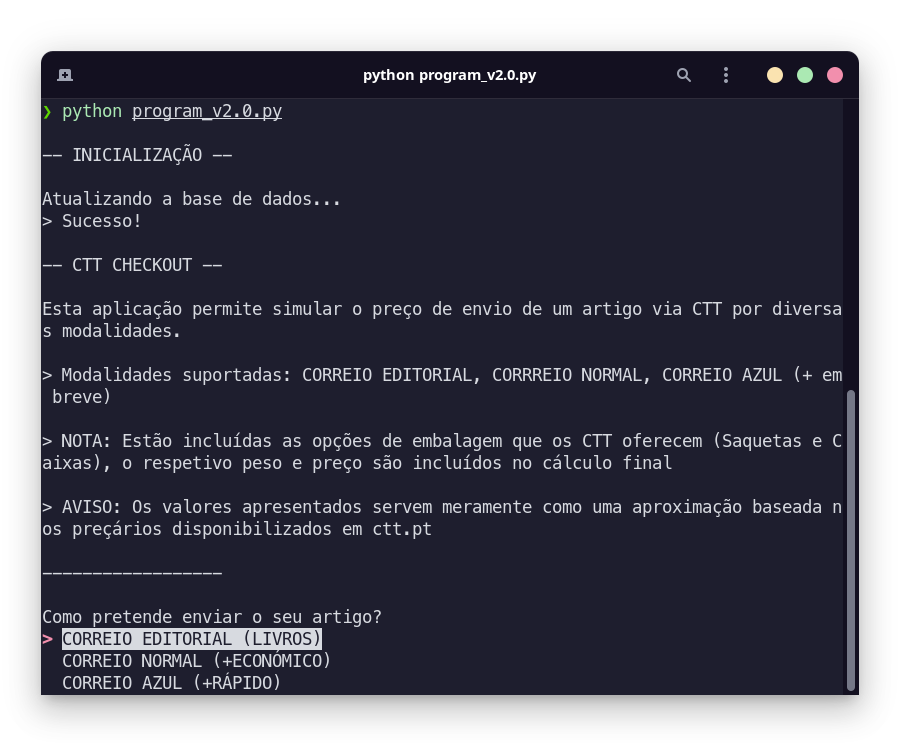 python program_v2.0.py
❯ python program_v2.0.py
–– INICIALIZAÇÃO ––
Atualizando a base de dados...
> Sucesso!
–– CTT CHECKOUT ––
Esta aplicação permite simular o preço de envio de um artigo via CTT por diversa
s modalidades.
> Modalidades suportadas: CORREIO EDITORIAL, CORRREIO NORMAL, CORREIO AZUL (+ em
breve)
> NOTA: Estão incluídas as opções de embalagem que os CTT oferecem (Saquetas e C
aixas), o respetivo peso e preço são incluídos no cálculo final
> AVISO: Os valores apresentados servem meramente como uma aproximação baseada n
os preçários disponibilizados em ctt.pt
––––––––––––––––––
Como pretende enviar o seu artigo?
> CORREIO EDITORIAL (LIVROS)
CORREIO NORMAL (+ECONÓMICO)
CORREIO AZUL (+RÁPIDO)